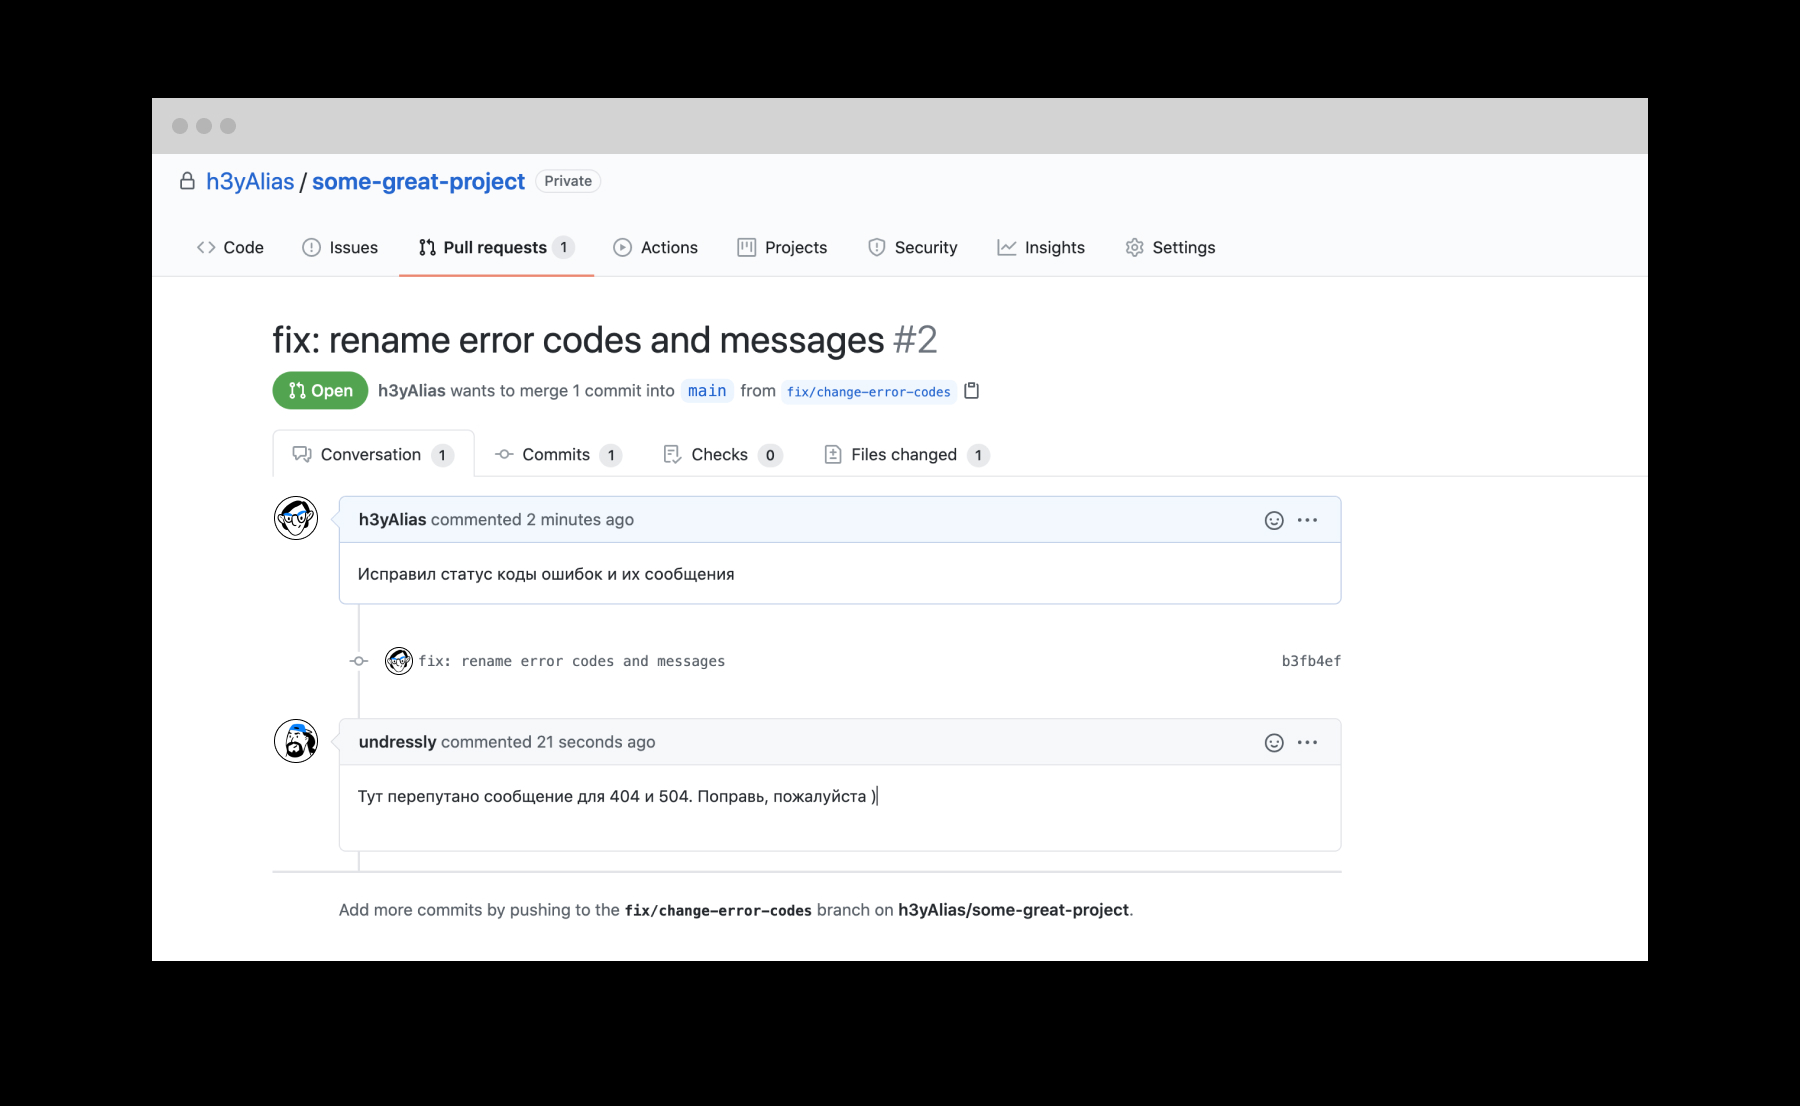 h3yAlias / some-great-project Private
Code Issues Pull requests 1 Actions Projects Security Insights Settings
fix: rename error codes and messages #2
Open h3yAlias wants to merge 1 commit into main from fix/change-error-codes
Conversation 1 Commits 1 Checks 0 Files changed 1
h3yAlias commented 2 minutes ago
Исправил статус коды ошибок и их сообщения
fix: rename error codes and messages b3fb4ef
undressly commented 21 seconds ago
Тут перепутано сообщение для 404 и 504. Поправь, пожалуйста )
Add more commits by pushing to the fix/change-error-codes branch on h3yAlias/some-great-project.